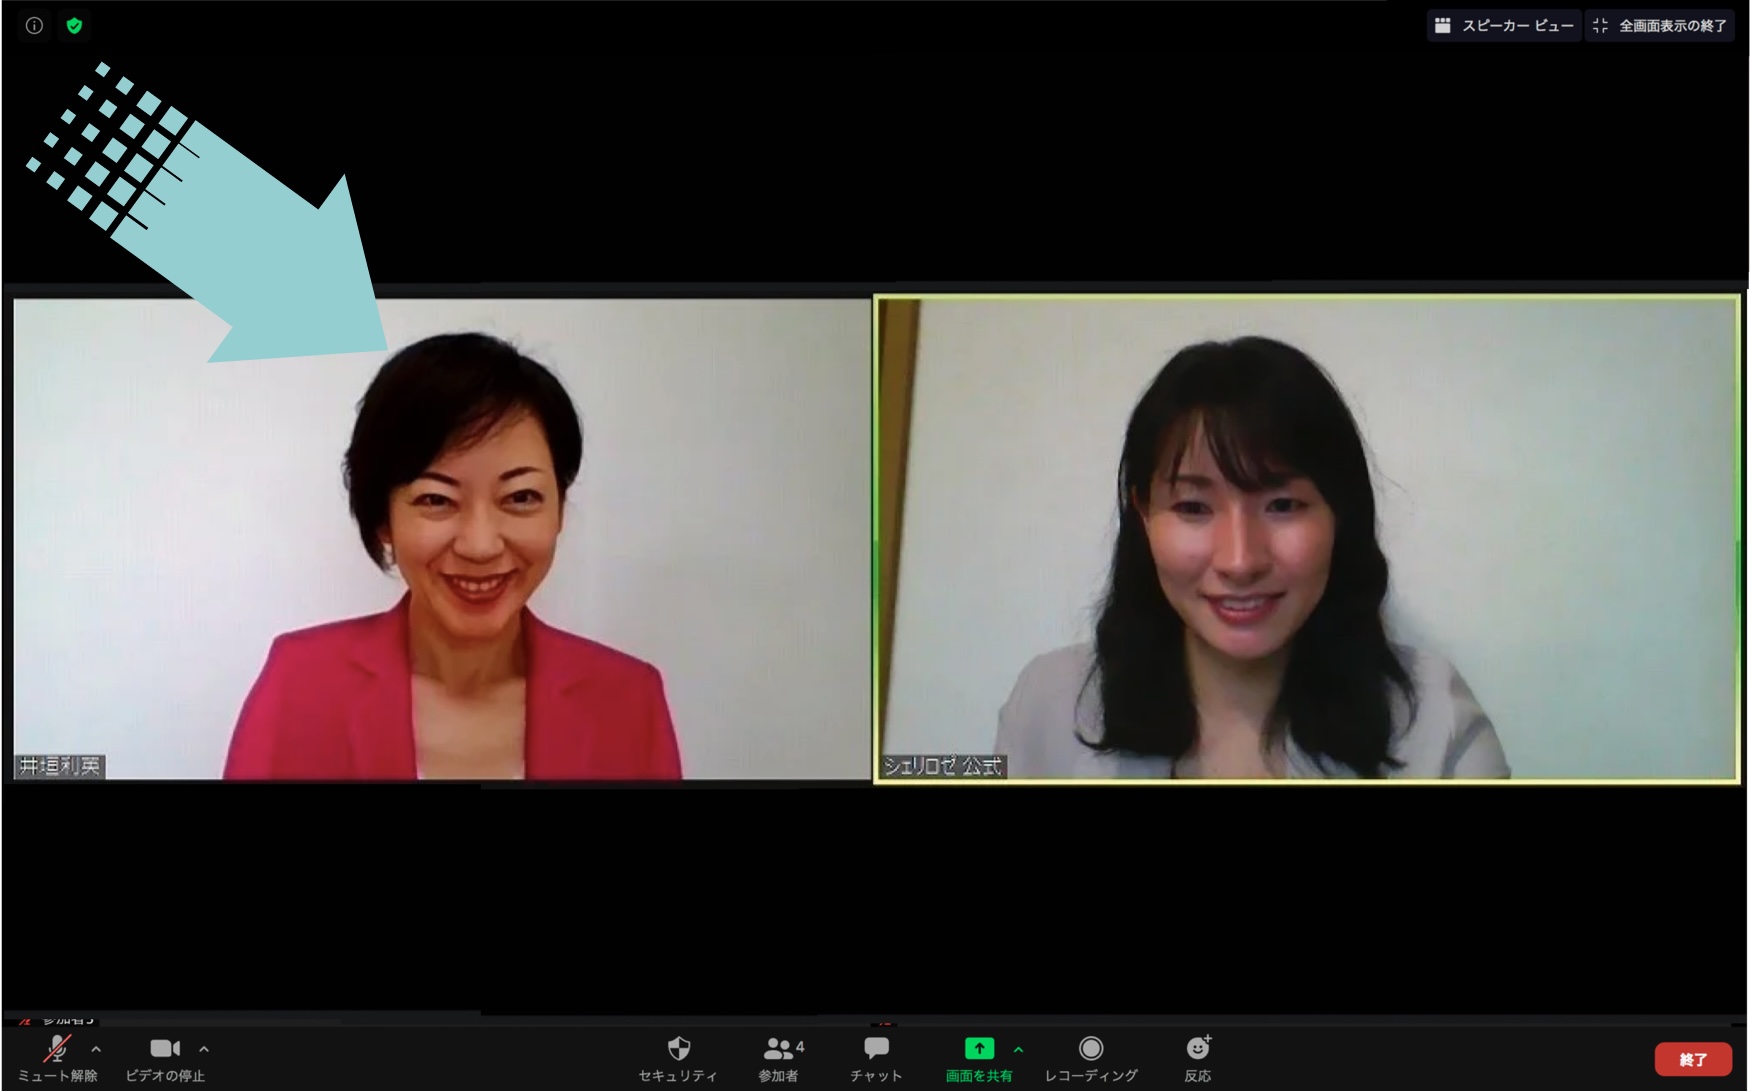 スピーカー ビュー
全画面表示の終了
井垣利英
シェリロゼ 公式
ミュート解除
ビデオの停止
セキュリティ
4
参加者
チャット
画面を共有
レコーディング
反応
終了